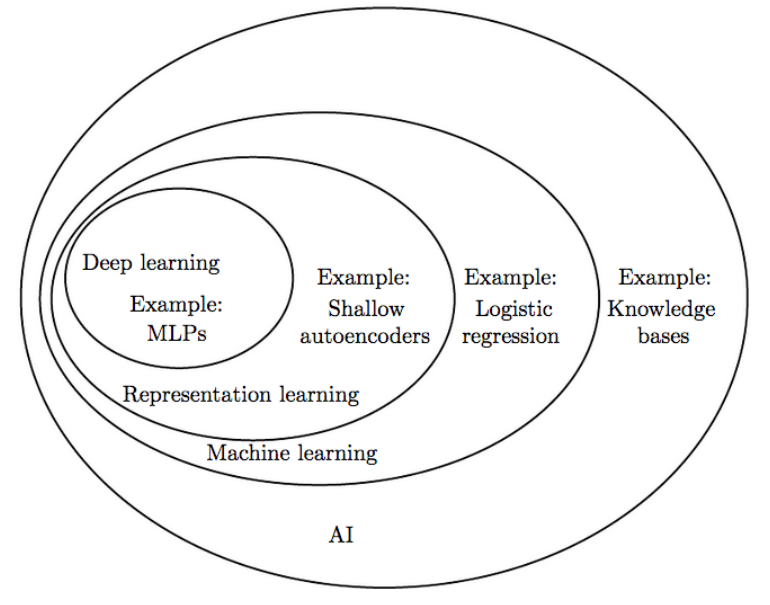 Deep learning
Example:
MLPs
Example:
Shallow
autoencoders
Example:
Logistic
regression
Example:
Knowledge
bases
Representation learning
Machine learning
AI